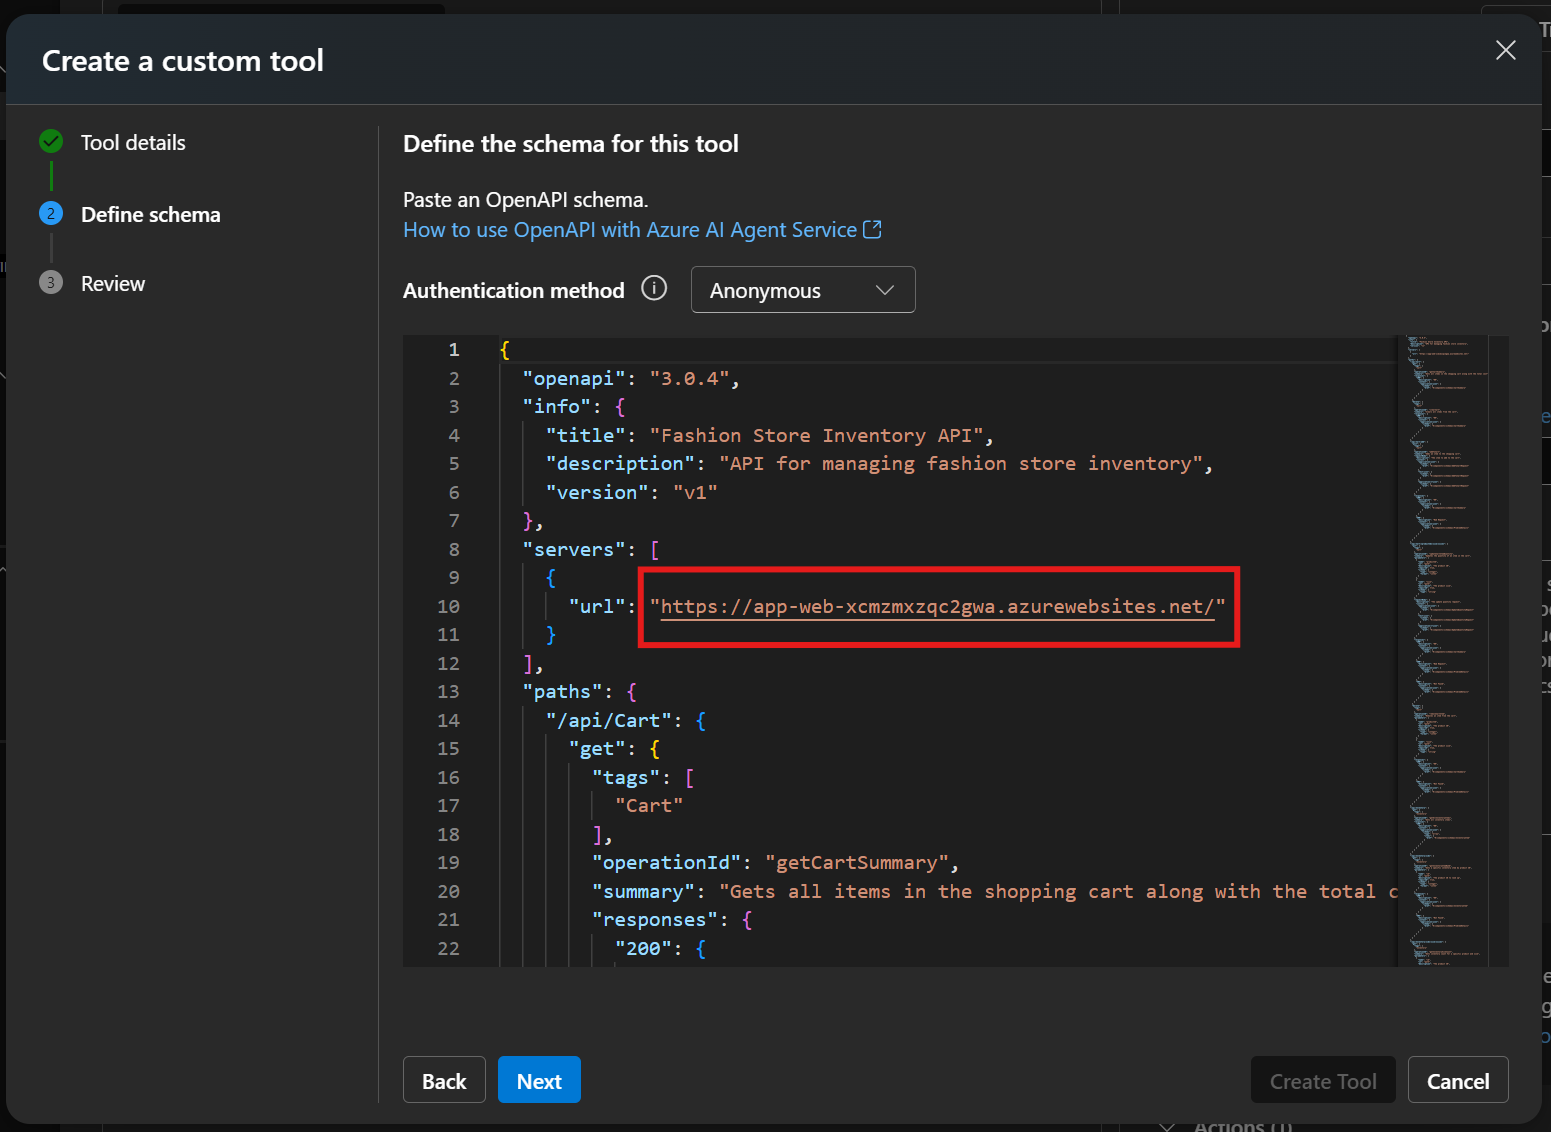 Create a custom tool
Tool details
2 Define schema
3 Review
Define the schema for this tool
Paste an OpenAPI schema.
How to use OpenAPI with Azure AI Agent Service
Authentication method
Anonymous
1 {
2 "openapi": "3.0.4",
3 "info": {
4 "title": "Fashion Store Inventory API",
5 "description": "API for managing fashion store inventory",
6 "version": "v1"
7 },
8 "servers": [
9 {
10 "url": "https://app-web-xcmzmxzqc2gwa.azurewebsites.net/"
11 }
12 ],
13 "paths": {
14 "/api/Cart": {
15 "get": {
16 "tags": [
17 "Cart"
18 ],
19 "operationId": "getCartSummary",
20 "summary": "Gets all items in the shopping cart along with the total c
21 "responses": {
22 "200": {
Back
Next
Create Tool
Cancel
Actions (1)